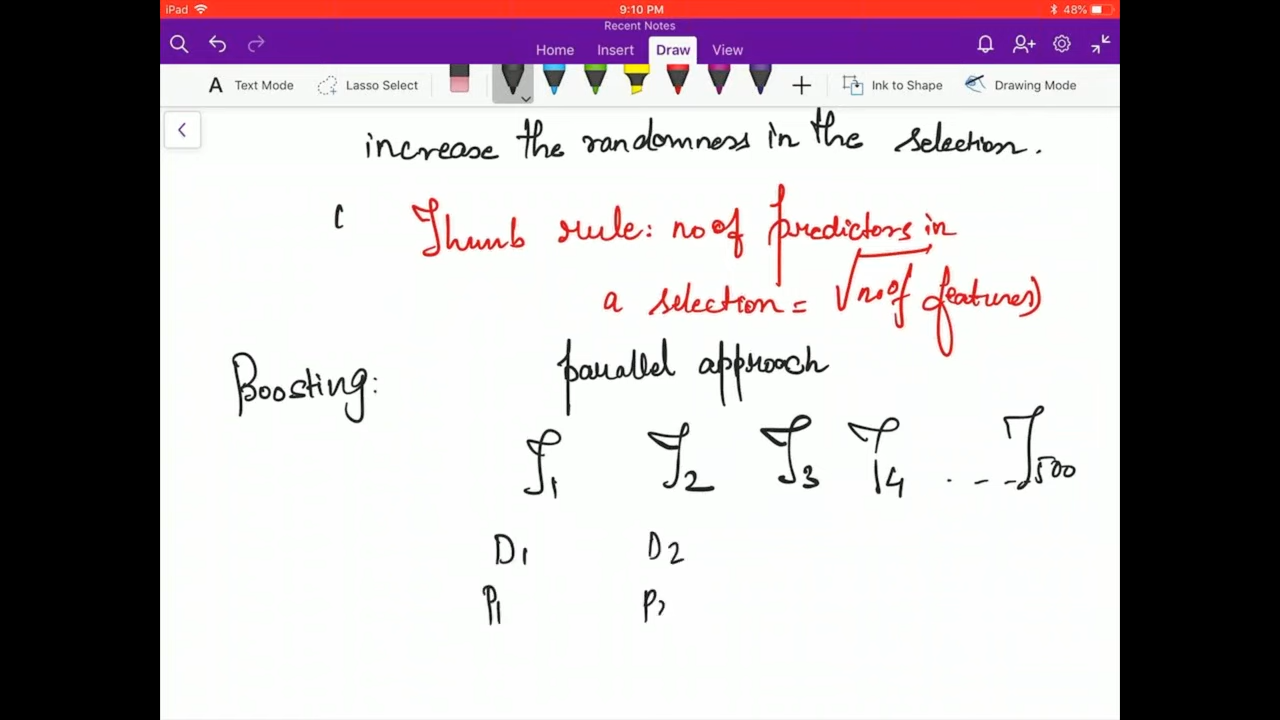 iPad 9:10 PM 48%
Recent Notes
Home Insert Draw View
A Text Mode Lasso Select Ink to Shape Drawing Mode
increase the randomness in the selection.
Thumb rule: no of predictors in
a selection = √no of features)
Boosting: parallel approach
T1 T2 T3 T4 . - - T500
D1 D2
P1 P2